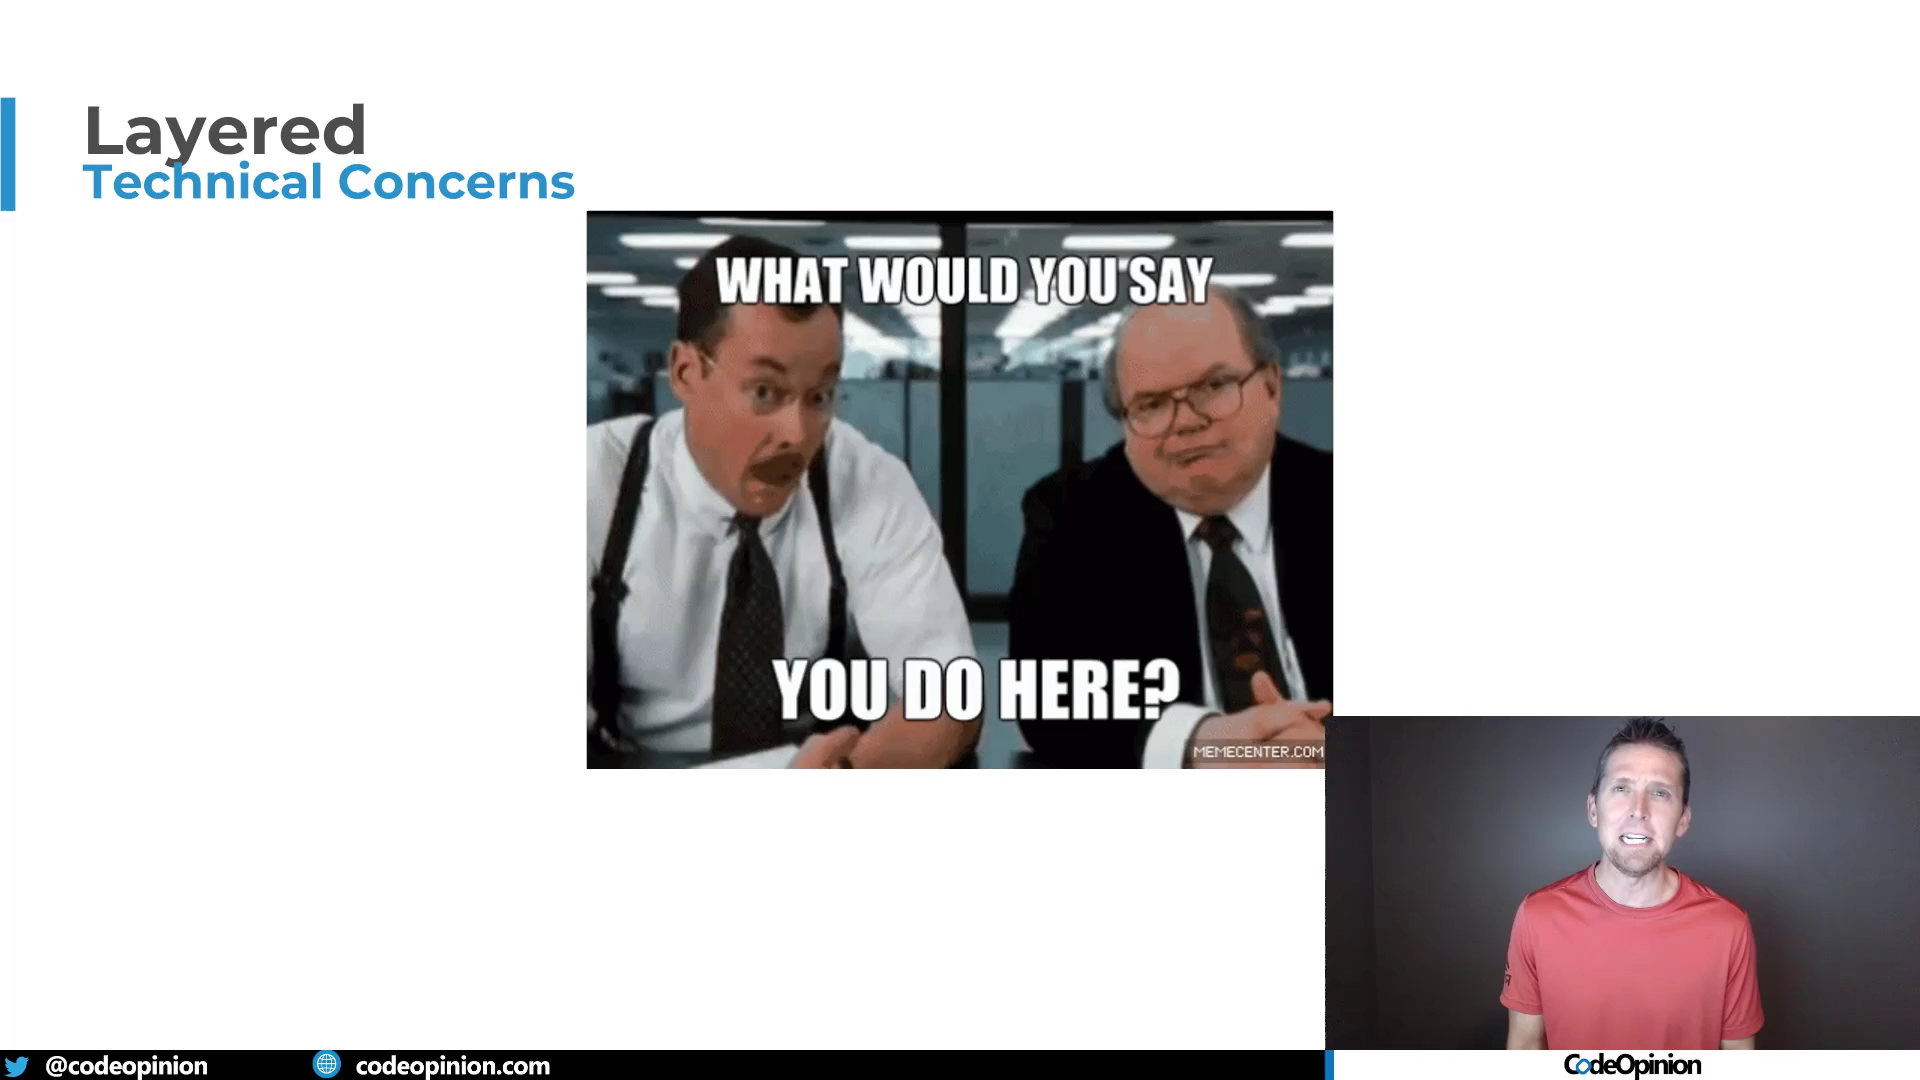 Layered
Technical Concerns
WHAT WOULD YOU SAY
YOU DO HERE?
MEMECENTER.COM
@codeopinion
codeopinion.com
CodeOpinion